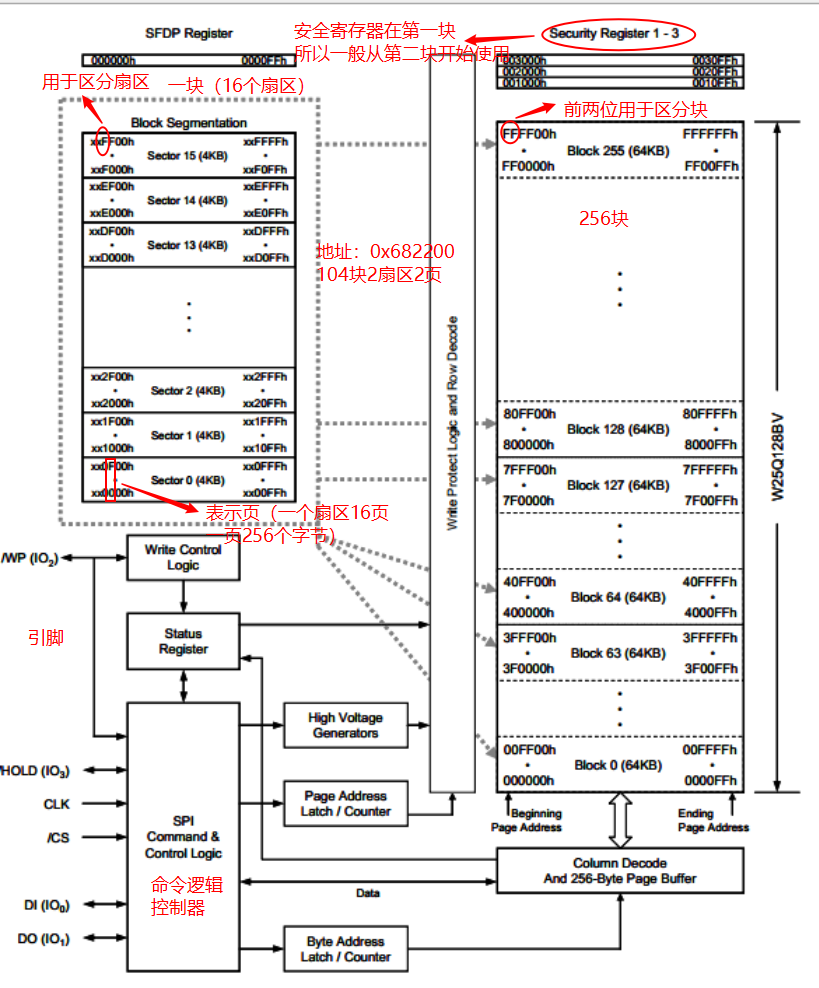 SFDP Register
000000h 0000FFh
安全寄存器在第一块
所以一般从第二块开始使用
Security Register 1 - 3
003000h 0030FFh
002000h 0020FFh
001000h 0010FFh
用于区分扇区
一块（16个扇区）
Block Segmentation
xxFF00h xxFFFFh
Sector 15 (4KB)
xxF000h xxF0FFh
xxEF00h xxEFFFh
Sector 14 (4KB)
xxE000h xxE0FFh
xxDF00h xxDFFFh
Sector 13 (4KB)
xxD000h xxD0FFh
xx2F00h xx2FFFh
Sector 2 (4KB)
xx2000h xx20FFh
xx1F00h xx1FFFh
Sector 1 (4KB)
xx1000h xx10FFh
xx0F00h xx0FFFh
Sector 0 (4KB)
xx0000h xx00FFh
地址：0x682200
104块2扇区2页
表示页（一个扇区16页
一页256个字节）
Write Protect Logic and Row Decode
前两位用于区分块
FFFF00h FFFFFFh
Block 255 (64KB)
FF0000h FF00FFh
256块
80FF00h 80FFFFh
Block 128 (64KB)
800000h 8000FFh
7FFF00h 7FFFFFh
Block 127 (64KB)
7F0000h 7F00FFh
40FF00h 40FFFFh
Block 64 (64KB)
400000h 4000FFh
3FFF00h 3FFFFFh
Block 63 (64KB)
3F0000h 3F00FFh
00FF00h 00FFFFh
Block 0 (64KB)
000000h 0000FFh
W25Q128BV
Beginning
Page Address
Ending
Page Address
/WP (IO2)
Write Control
Logic
引脚
Status
Register
High Voltage
Generators
/HOLD (IO3)
CLK
/CS
DI (IO0)
DO (IO1)
SPI
Command &
Control Logic
命令逻辑
控制器
Page Address
Latch / Counter
Column Decode
And 256-Byte Page Buffer
Data
Byte Address
Latch / Counter